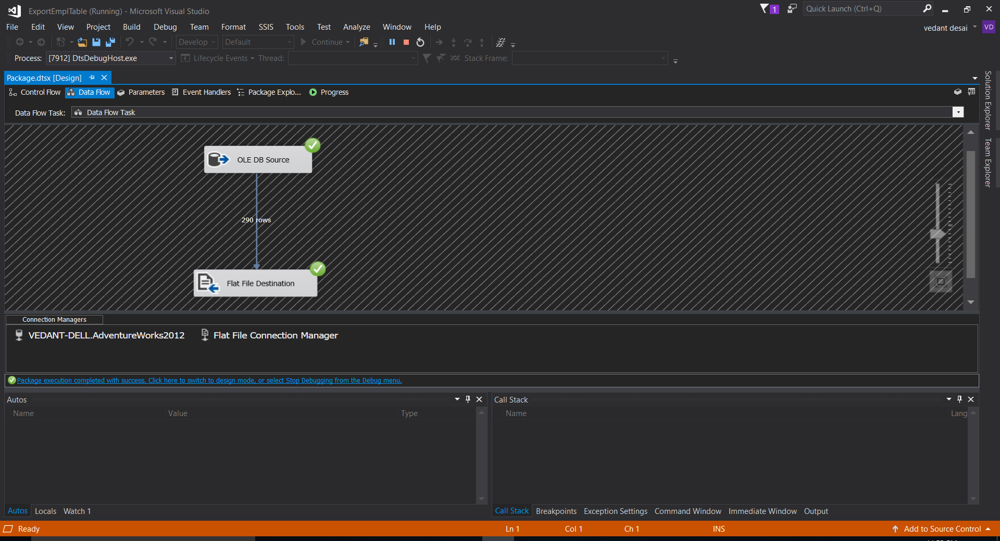 ExportEmplTable (Running) - Microsoft Visual Studio
1
Quick Launch (Ctrl+Q)
File Edit View Project Build Debug Team Format SSIS Tools Test Analyze Window Help
vedant desai VD
Develop Default Continue
Process: [7912] DtsDebugHost.exe Lifecycle Events Thread: Stack Frame:
Package.dtsx [Design]
Control Flow Data Flow Parameters Event Handlers Package Explo... Progress
Data Flow Task: Data Flow Task
Solution Explorer
Team Explorer
OLE DB Source
290 rows
Flat File Destination
Connection Managers
VEDANT-DELL.AdventureWorks2012 Flat File Connection Manager
Package execution completed with success. Click here to switch to design mode, or select Stop Debugging from the Debug menu.
Autos
Name Value Type
Autos Locals Watch 1
Call Stack
Name Lang
Call Stack Breakpoints Exception Settings Command Window Immediate Window Output
Ready Ln 1 Col 1 Ch 1 INS Add to Source Control